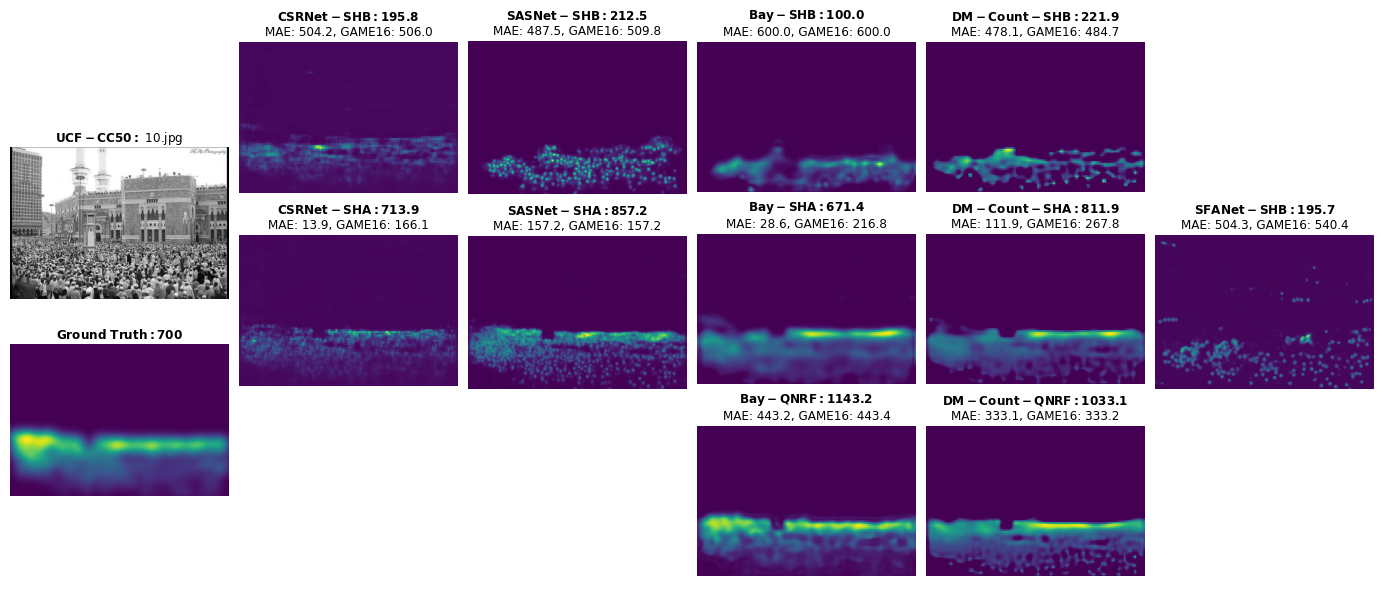 CSRNet − SHB: 195.8
MAE: 504.2, GAME16: 506.0
SASNet − SHB: 212.5
MAE: 487.5, GAME16: 509.8
Bay − SHB: 100.0
MAE: 600.0, GAME16: 600.0
DM − Count − SHB: 221.9
MAE: 478.1, GAME16: 484.7
UCF − CC50: 10.jpg
CSRNet − SHA: 713.9
MAE: 13.9, GAME16: 166.1
SASNet − SHA: 857.2
MAE: 157.2, GAME16: 157.2
Bay − SHA: 671.4
MAE: 28.6, GAME16: 216.8
DM − Count − SHA: 811.9
MAE: 111.9, GAME16: 267.8
SFANet − SHB: 195.7
MAE: 504.3, GAME16: 540.4
Ground Truth: 700
Bay − QNRF: 1143.2
MAE: 443.2, GAME16: 443.4
DM − Count − QNRF: 1033.1
MAE: 333.1, GAME16: 333.2